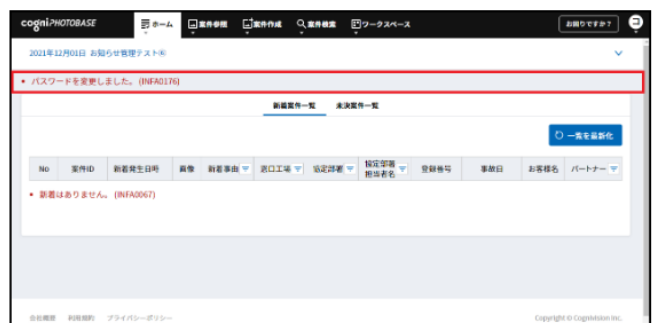 cogniPHOTOBASE ホーム 案件参照 案件作成 案件検索 ワークスペース お困りですか？
2021年12月01日 お知らせ管理テスト⑥
• パスワードを変更しました。 (INFA0176)
新着案件一覧 未決案件一覧
一覧を最新化
No 案件ID 新着発生日時 画像 新着事由 窓口工場 協定部署 協定部署担当者名 登録番号 事故日 お客様名 パートナー
• 新着はありません。 (INFA0067)
会社概要 利用規約 プライバシーポリシー Copyright © Cognivision Inc.